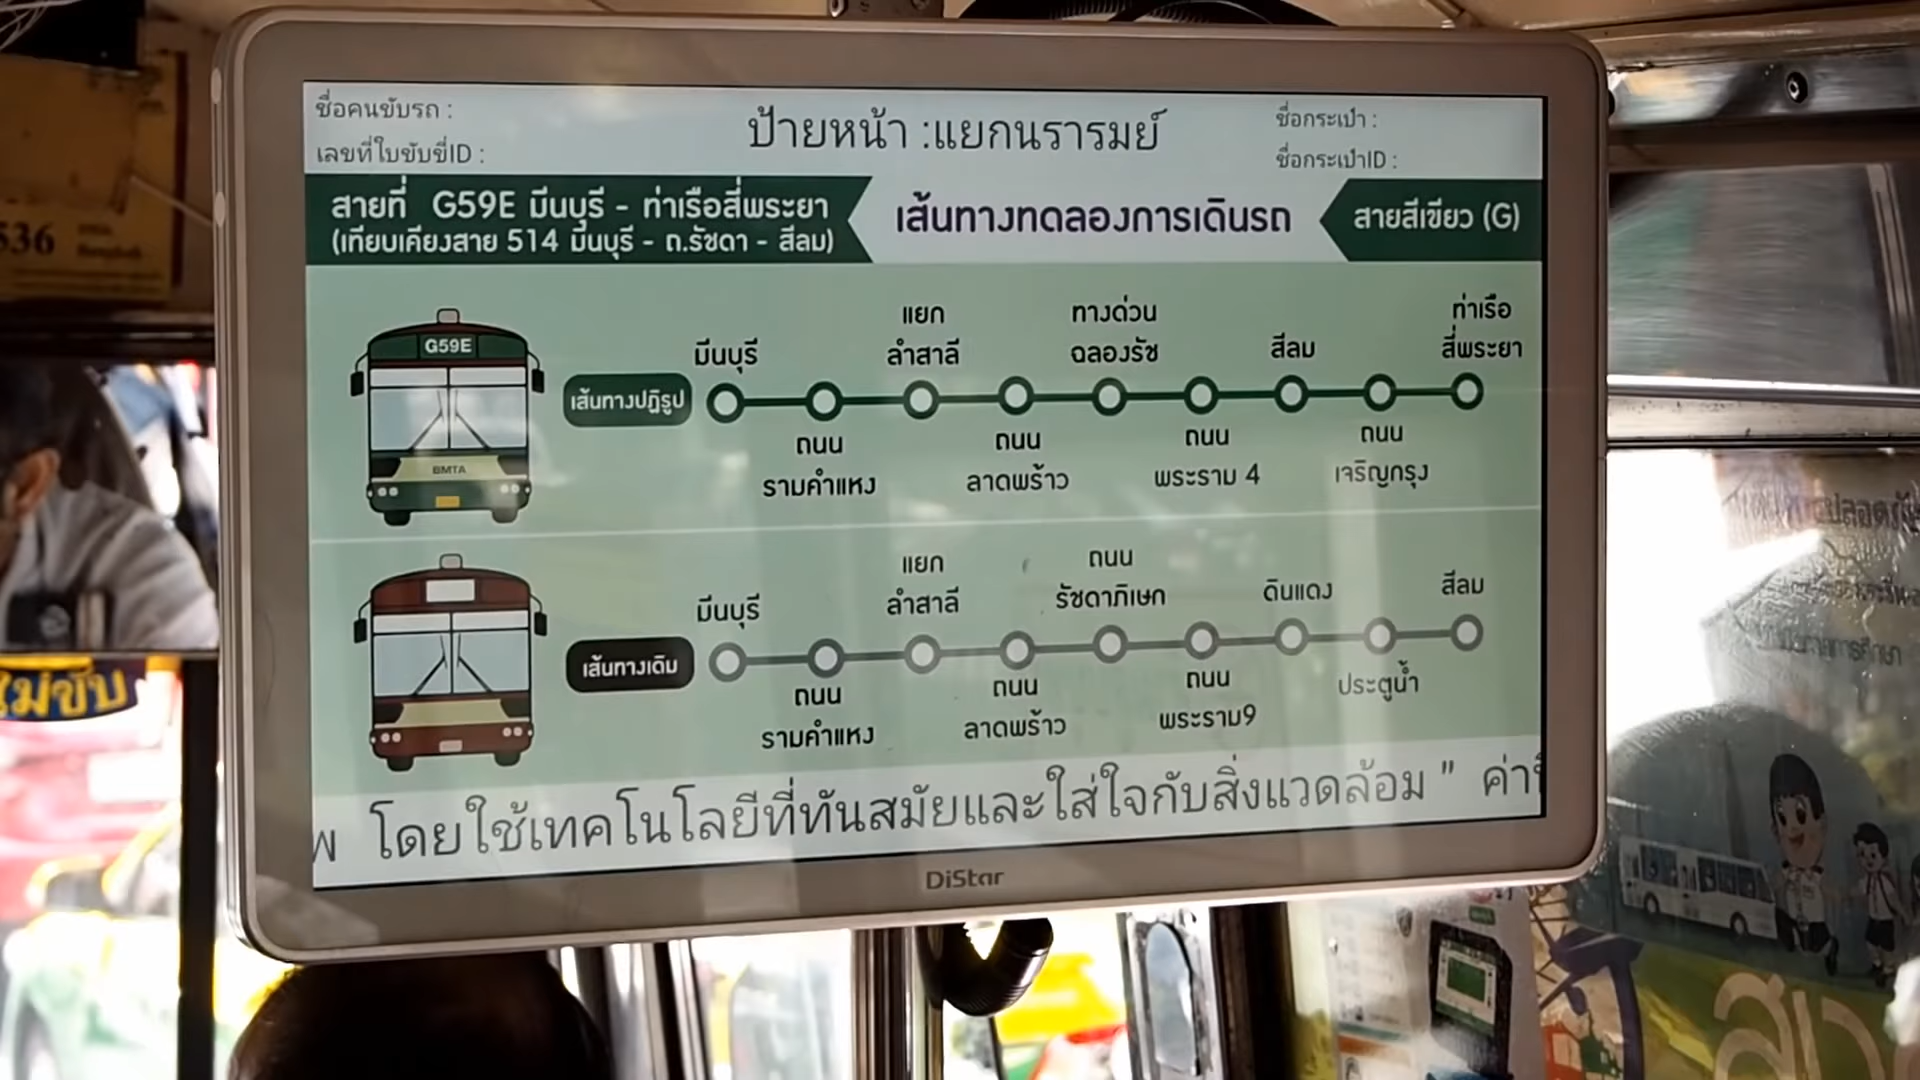 ชื่อคนขับรถ :
เลขที่ใบขับขี่ID :
ป้ายหน้า :แยกนรารมย์
ชื่อกระเป๋า :
ชื่อกระเป๋าID :
สายที่ G59E มีนบุรี - ท่าเรือสี่พระยา
(เทียบเคียงสาย 514 มีนบุรี - ถ.รัชดา - สีลม)
เส้นทางทดลองการเดินรถ
สายสีเขียว (G)
G59E
BMTA
เส้นทางปฏิรูป
มีนบุรี
ถนน
รามคำแหง
แยก
ลำสาลี
ถนน
ลาดพร้าว
ทางด่วน
ฉลองรัช
ถนน
พระราม 4
สีลม
ถนน
เจริญกรุง
ท่าเรือ
สี่พระยา
เส้นทางเดิม
มีนบุรี
ถนน
รามคำแหง
แยก
ลำสาลี
ถนน
ลาดพร้าว
ถนน
รัชดาภิเษก
ถนน
พระราม9
ดินแดง
ประตูน้ำ
สีลม
โดยใช้เทคโนโลยีที่ทันสมัยและใส่ใจกับสิ่งแวดล้อม "
DiStar
536